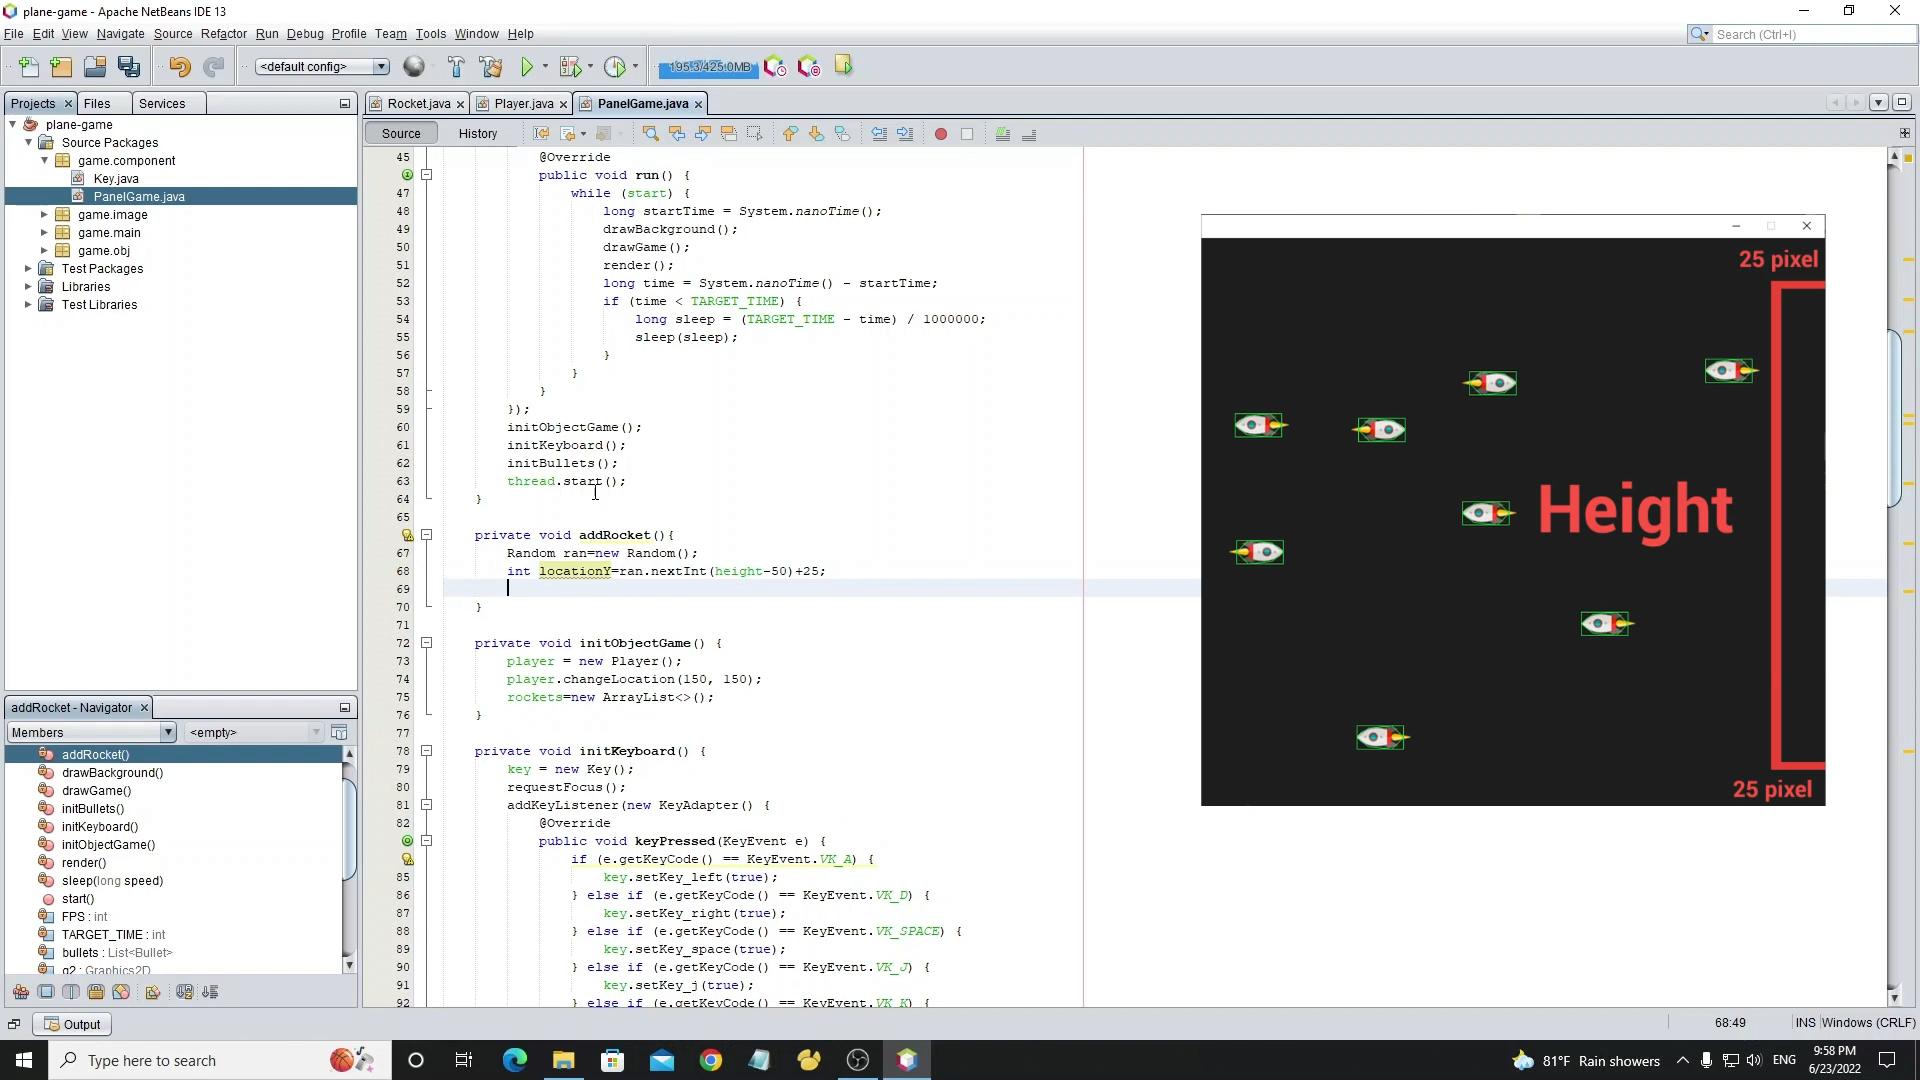 plane-game - Apache NetBeans IDE 13
File Edit View Navigate Source Refactor Run Debug Profile Team Tools Window Help
Search (Ctrl+I)
<default config>
195.3/425.0MB
Projects Files Services
plane-game
Source Packages
game.component
Key.java
PanelGame.java
game.image
game.main
game.obj
Test Packages
Libraries
Test Libraries
addRocket - Navigator
Members
<empty>
addRocket()
drawBackground()
drawGame()
initBullets()
initKeyboard()
initObjectGame()
render()
sleep(long speed)
start()
FPS : int
TARGET_TIME : int
bullets : List<Bullet>
g2 : Graphics2D
Output
Rocket.java Player.java PanelGame.java
Source History
45 @Override
public void run() {
47 while (start) {
48 long startTime = System.nanoTime();
49 drawBackground();
50 drawGame();
51 render();
52 long time = System.nanoTime() - startTime;
53 if (time < TARGET_TIME) {
54 long sleep = (TARGET_TIME - time) / 1000000;
55 sleep(sleep);
56 }
57 }
58 }
59 });
60 initObjectGame();
61 initKeyboard();
62 initBullets();
63 thread.start();
64 }
65
private void addRocket(){
67 Random ran=new Random();
68 int locationY=ran.nextInt(height-50)+25;
69
70 }
71
72 private void initObjectGame() {
73 player = new Player();
74 player.changeLocation(150, 150);
75 rockets=new ArrayList<>();
76 }
77
78 private void initKeyboard() {
79 key = new Key();
80 requestFocus();
81 addKeyListener(new KeyAdapter() {
82 @Override
public void keyPressed(KeyEvent e) {
if (e.getKeyCode() == KeyEvent.VK_A) {
85 key.setKey_left(true);
86 } else if (e.getKeyCode() == KeyEvent.VK_D) {
87 key.setKey_right(true);
88 } else if (e.getKeyCode() == KeyEvent.VK_SPACE) {
89 key.setKey_space(true);
90 } else if (e.getKeyCode() == KeyEvent.VK_J) {
91 key.setKey_j(true);
92 } else if (e.getKeyCode() == KeyEvent.VK_K) {
25 pixel
Height
25 pixel
68:49 INS Windows (CRLF)
Type here to search
81°F Rain showers
ENG
9:58 PM
6/23/2022